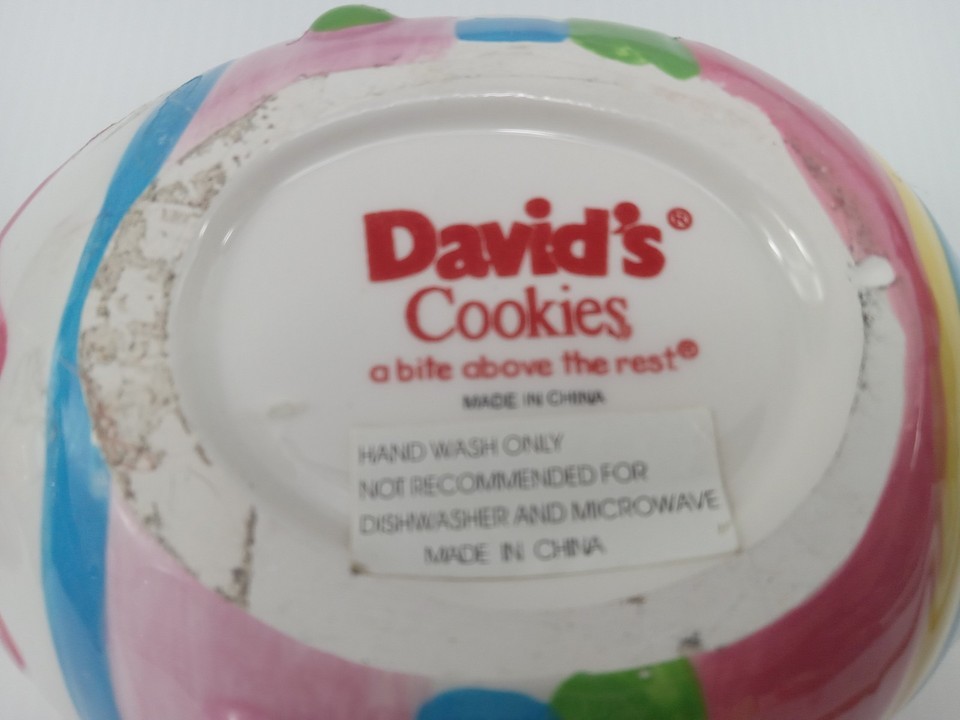 David's®
Cookies
a bite above the rest®
MADE IN CHINA
HAND WASH ONLY
NOT RECOMMENDED FOR
DISHWASHER AND MICROWAVE
MADE IN CHINA